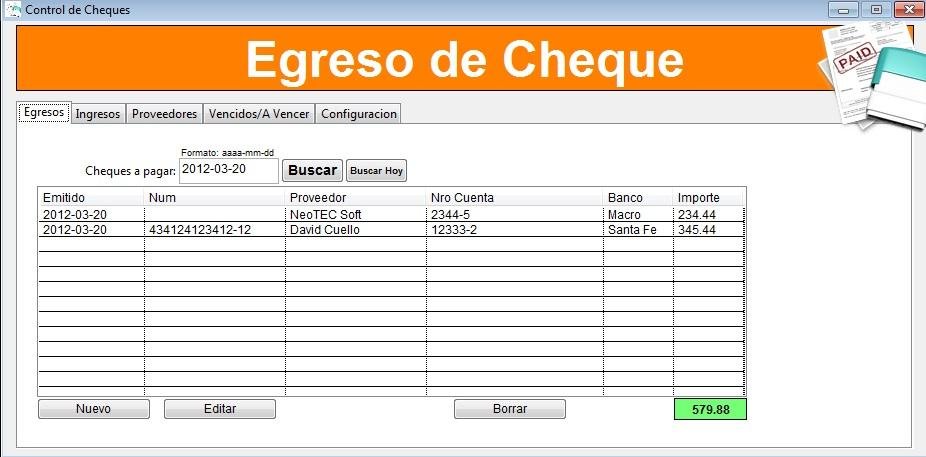 Control de Cheques
Egreso de Cheque
PAID
Egresos Ingresos Proveedores Vencidos/A Vencer Configuracion
Formato: aaaa-mm-dd
Cheques a pagar: 2012-03-20 Buscar Buscar Hoy
Emitido Num Proveedor Nro Cuenta Banco Importe
2012-03-20 NeoTEC Soft 2344-5 Macro 234.44
2012-03-20 434124123412-12 David Cuello 12333-2 Santa Fe 345.44
Nuevo Editar Borrar 579.88